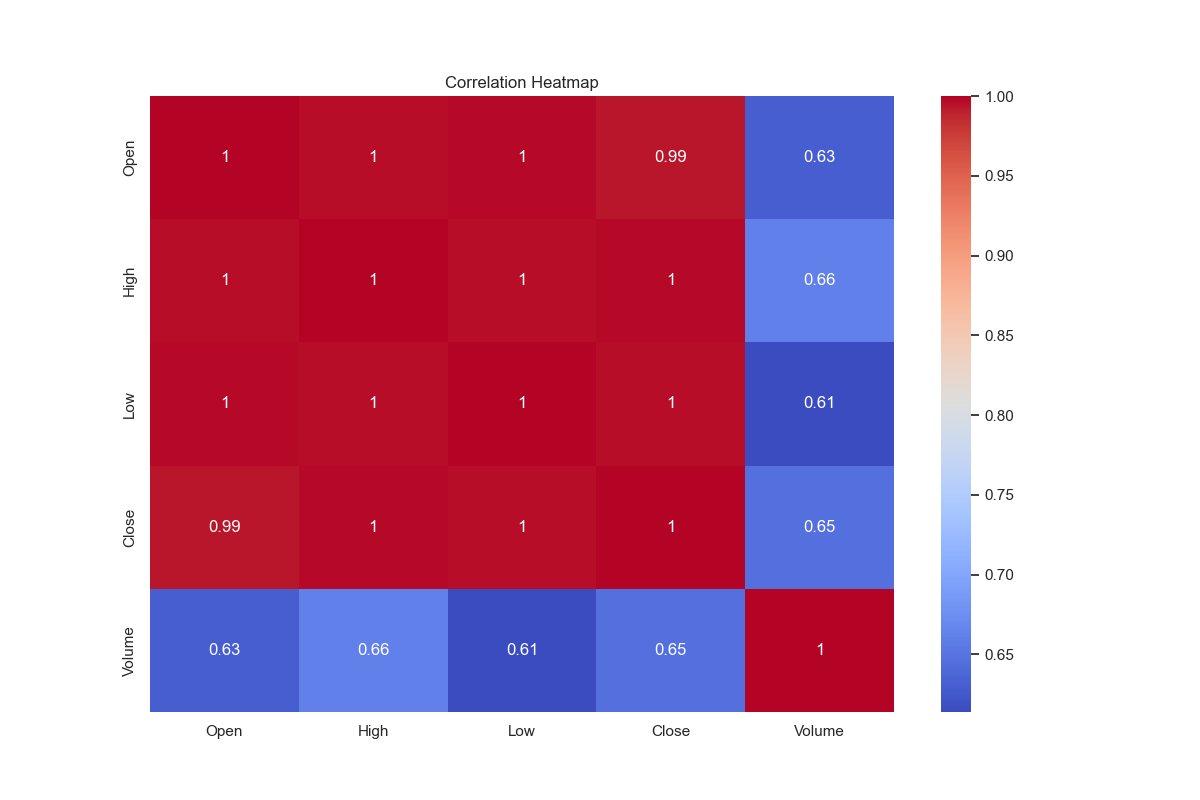 Correlation Heatmap
Open 1 1 1 0.99 0.63
High 1 1 1 1 0.66
Low 1 1 1 1 0.61
Close 0.99 1 1 1 0.65
Volume 0.63 0.66 0.61 0.65 1
Open High Low Close Volume
1.00
0.95
0.90
0.85
0.80
0.75
0.70
0.65